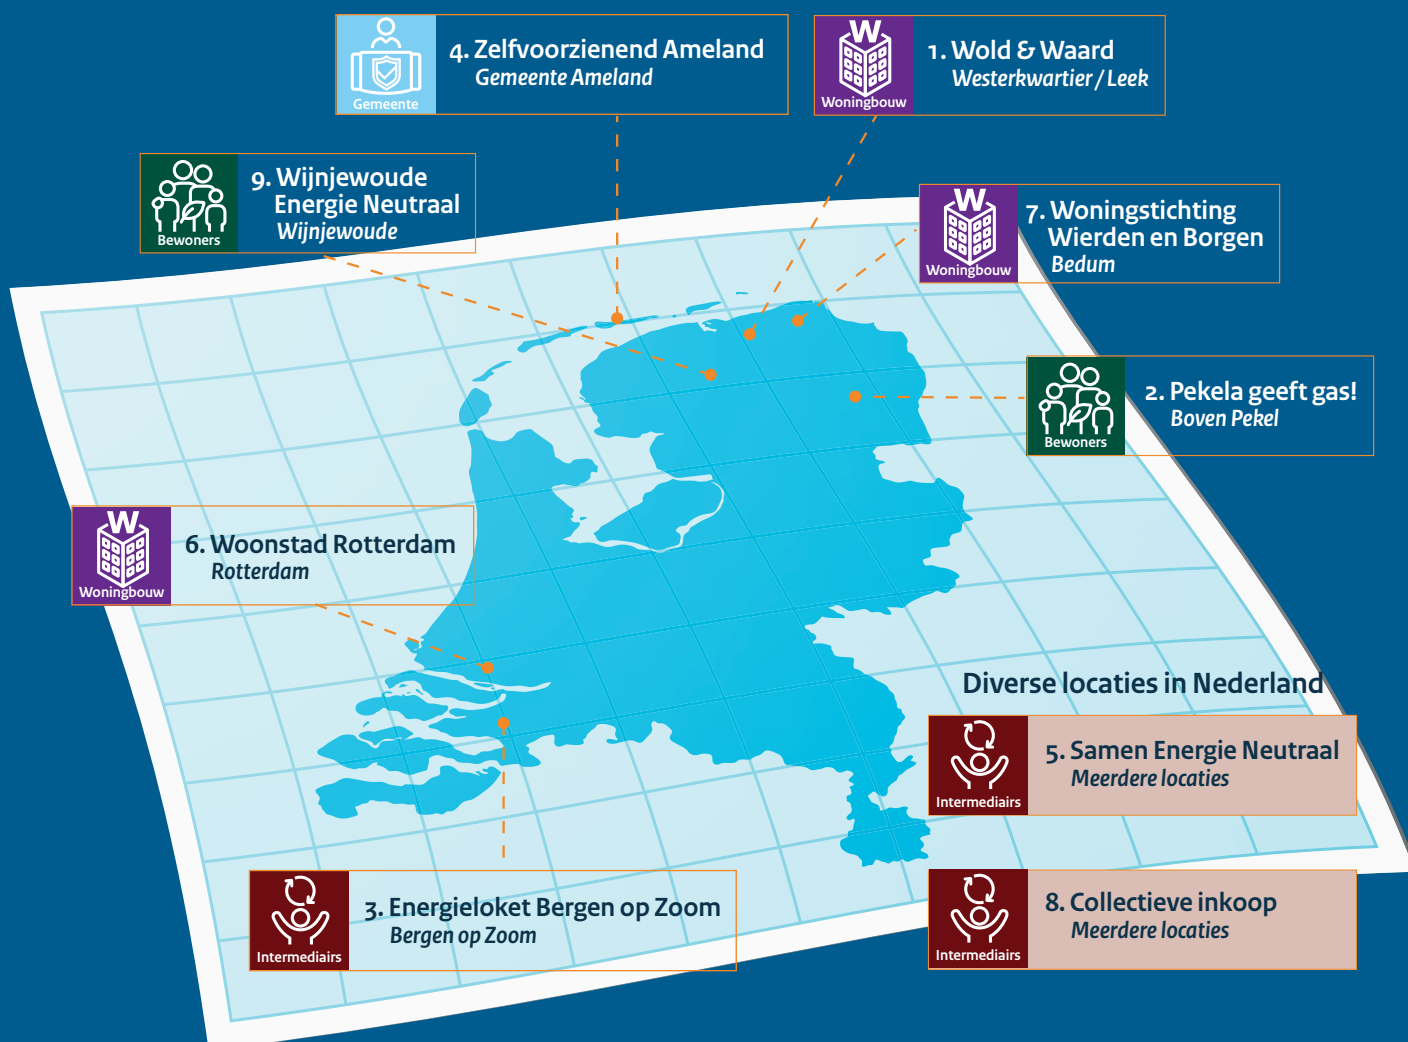 Gemeente
4. Zelfvoorzienend Ameland
Gemeente Ameland
W
Woningbouw
1. Wold & Waard
Westerkwartier / Leek
Bewoners
9. Wijnjewoude
Energie Neutraal
Wijnjewoude
W
Woningbouw
7. Woningstichting
Wierden en Borgen
Bedum
Bewoners
2. Pekela geeft gas!
Boven Pekel
W
Woningbouw
6. Woonstad Rotterdam
Rotterdam
Diverse locaties in Nederland
Intermediairs
5. Samen Energie Neutraal
Meerdere locaties
Intermediairs
3. Energieloket Bergen op Zoom
Bergen op Zoom
Intermediairs
8. Collectieve inkoop
Meerdere locaties